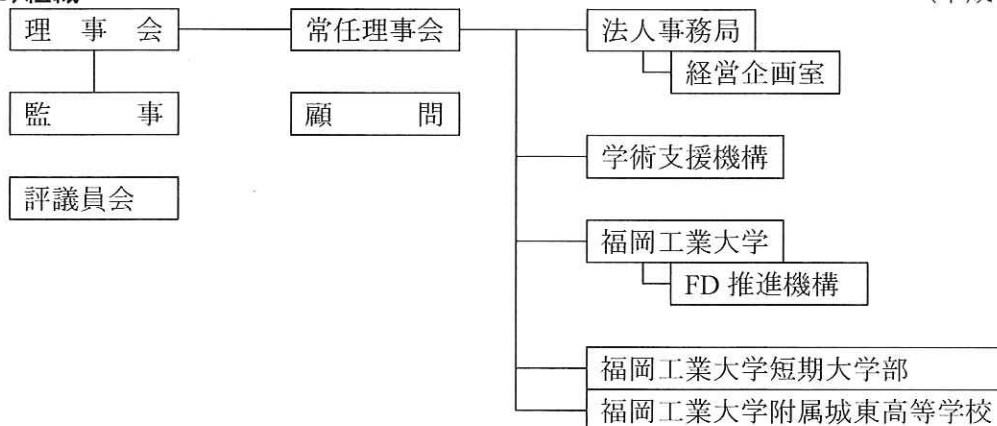 理事会
常任理事会
法人事務局
経営企画室
監事
顧問
学術支援機構
評議員会
福岡工業大学
FD 推進機構
福岡工業大学短期大学部
福岡工業大学附属城東高等学校